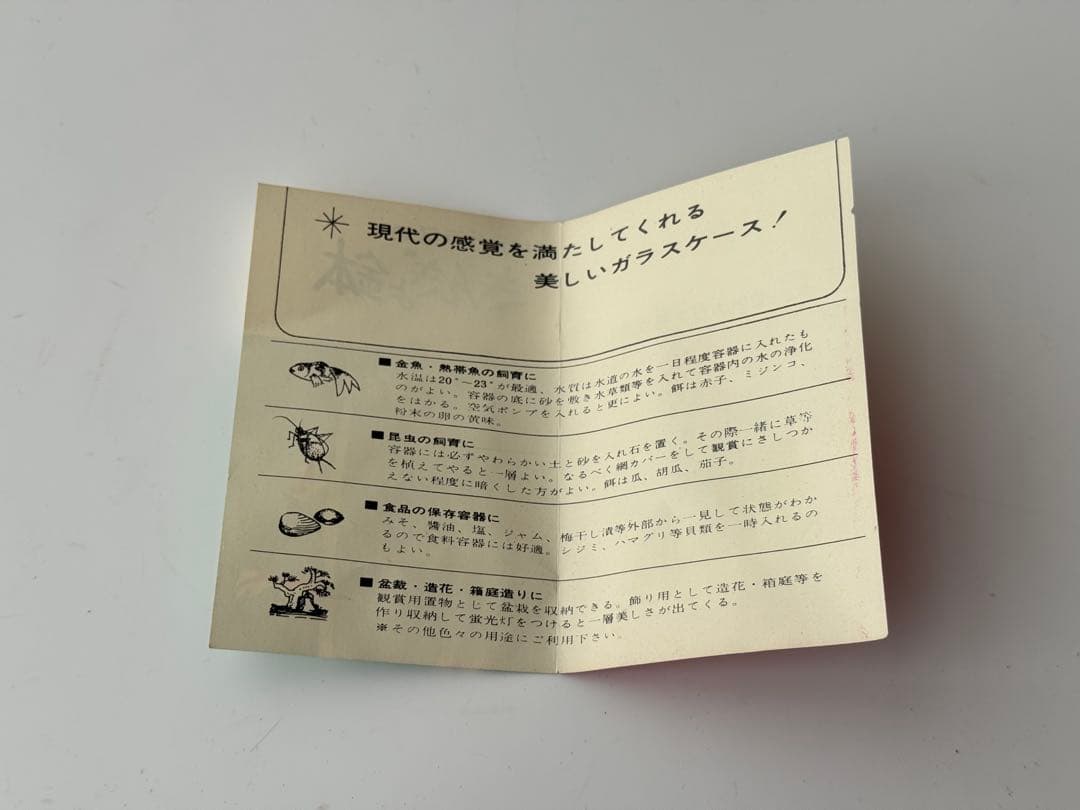 現代の感覚を満たしてくれる
美しいガラスケース！
■金魚・熱帯魚の飼育に
水温は20°−23°が最適、水質は水道の水を一日程度容器に入れたも
のがよい。容器の底に砂を敷き水草類等を入れて容器内の水の浄化
をはかる。空気ポンプを入れると更によい。餌は赤子、ミジンコ、
粉末の卵の黄味。
■昆虫の飼育に
容器には必ずやわらかい土と砂を入れ石を置く。その際一緒に草等
を植えてやると一層よい。なるべく網カバーをして観賞にさしつか
えない程度に暗くした方がよい。餌は瓜、胡瓜、茄子。
■食品の保存容器に
みそ、醬油、塩、ジャム、梅干し漬等外部から一見して状態がわか
るので食料容器には好適。シジミ、ハマグリ等貝類を一時入れるの
もよい。
■盆裁・造花・箱庭造りに
観賞用置物とじて盆裁を収納できる。飾り用として造花・箱庭等を
作り収納して蛍光灯をつけると一層美しさが出てくる。
※その他色々の用途にご利用下さい。